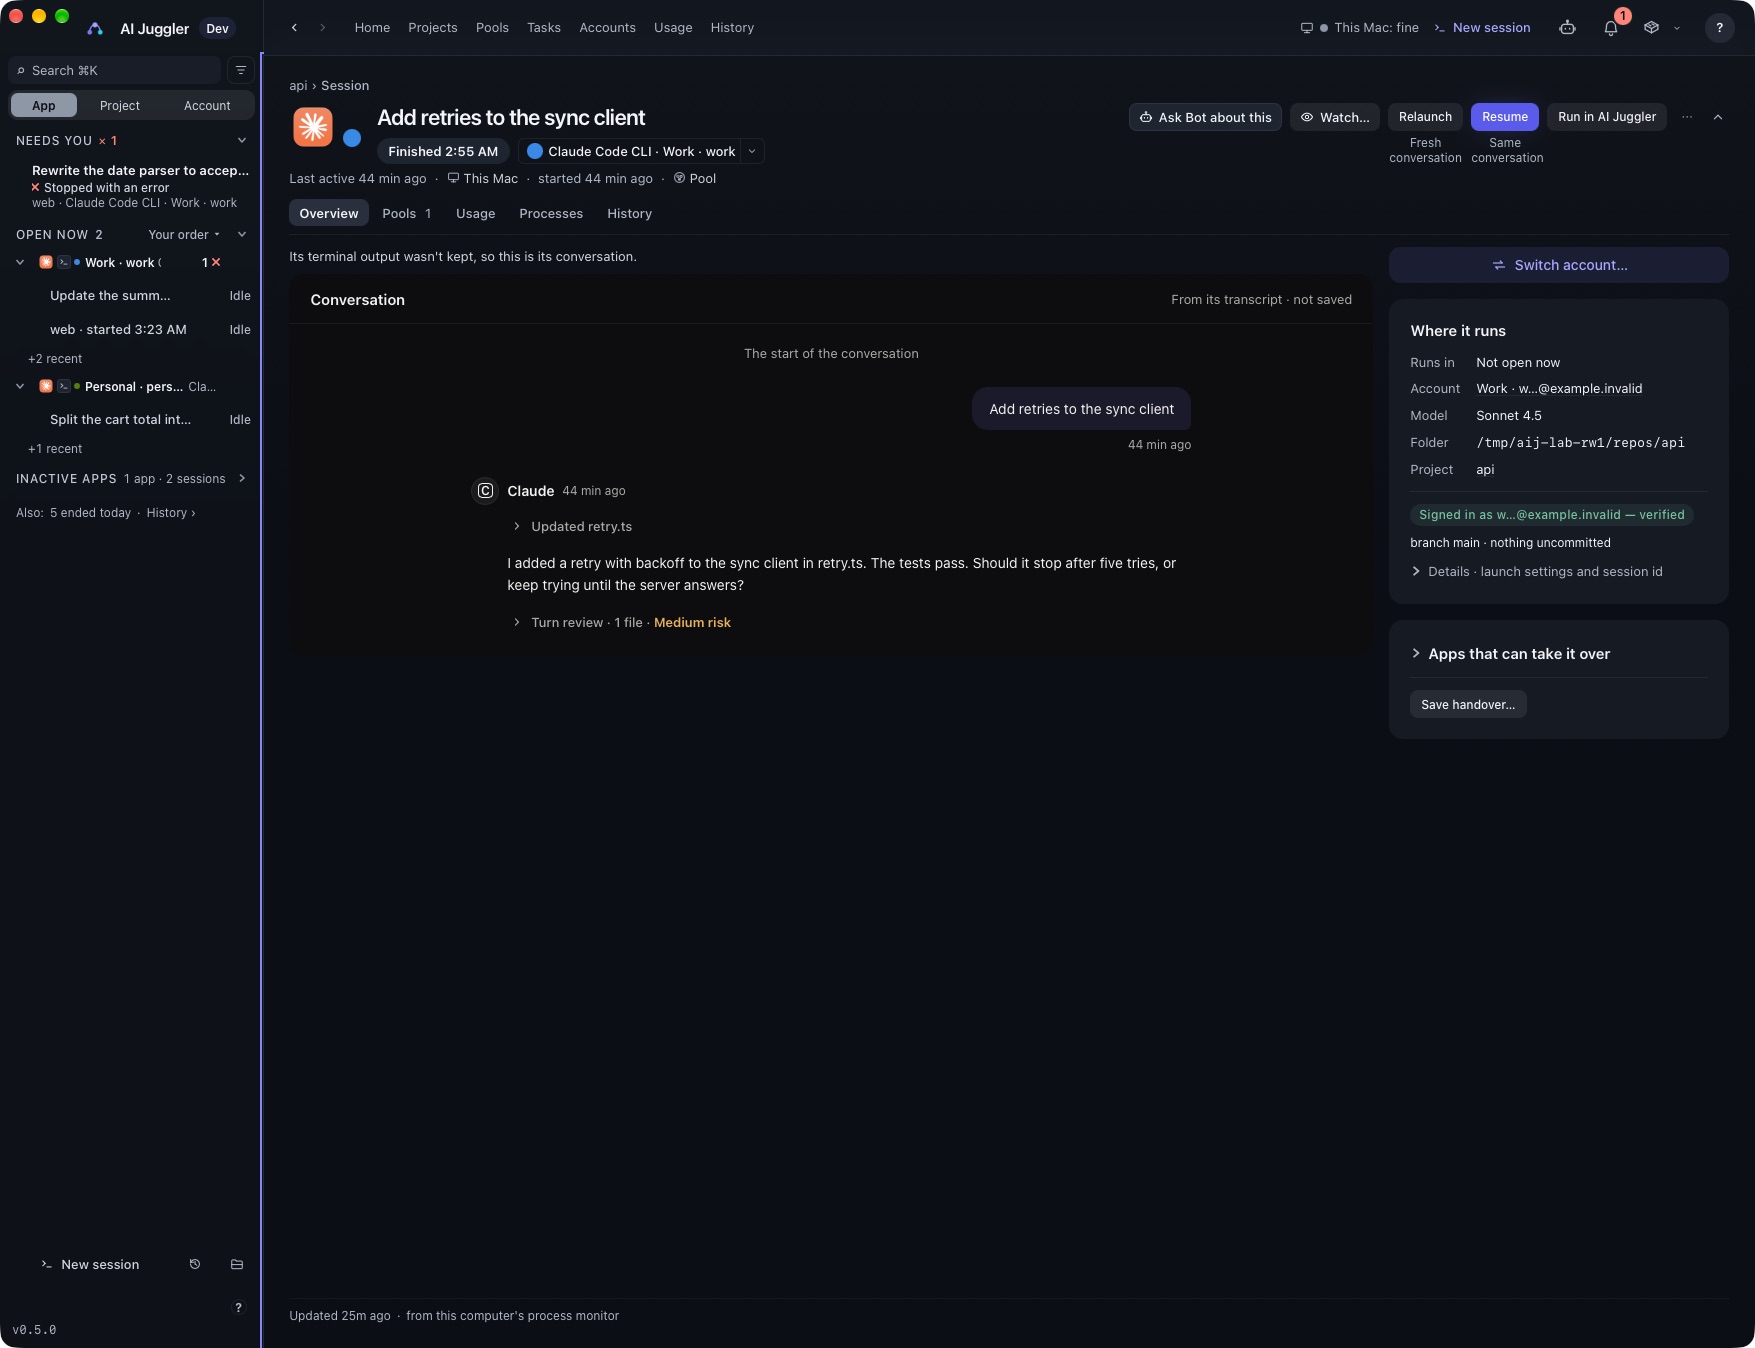 AI Juggler Dev
Search ⌘K
App Project Account
NEEDS YOU × 1
Rewrite the date parser to accep...
× Stopped with an error
web · Claude Code CLI · Work · work
OPEN NOW 2 Your order
Work · work 1 ×
Update the summ... Idle
web · started 3:23 AM Idle
+2 recent
Personal · pers... Cla...
Split the cart total int... Idle
+1 recent
INACTIVE APPS 1 app · 2 sessions
Also: 5 ended today · History ›
New session
?
v0.5.0
Home Projects Pools Tasks Accounts Usage History
This Mac: fine New session 1 ?
api › Session
Add retries to the sync client
Finished 2:55 AM Claude Code CLI · Work · work
Last active 44 min ago · This Mac · started 44 min ago · Pool
Ask Bot about this Watch... Relaunch Resume Run in AI Juggler ...
Fresh conversation
Same conversation
Overview Pools 1 Usage Processes History
Its terminal output wasn't kept, so this is its conversation.
Conversation From its transcript · not saved
The start of the conversation
Add retries to the sync client
44 min ago
C Claude 44 min ago
Updated retry.ts
I added a retry with backoff to the sync client in retry.ts. The tests pass. Should it stop after five tries, or
keep trying until the server answers?
Turn review · 1 file · Medium risk
Switch account...
Where it runs
Runs in Not open now
Account Work · w...@example.invalid
Model Sonnet 4.5
Folder /tmp/aij-lab-rw1/repos/api
Project api
Signed in as w...@example.invalid — verified
branch main · nothing uncommitted
Details · launch settings and session id
Apps that can take it over
Save handover...
Updated 25m ago · from this computer's process monitor